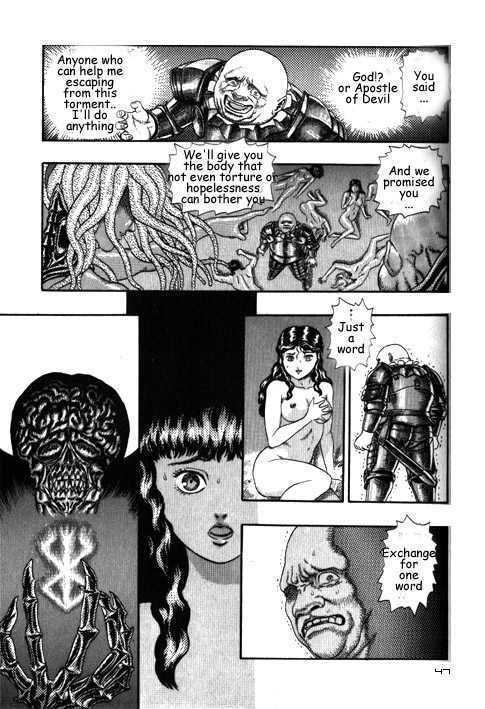 You
said
...
God!?
or Apostle
of Devil
Anyone who
can help me
escaping
from this
torment..
I'll do
anything
And we
promised
you
...
We'll give you
the body that
not even torture or
hopelessness
can bother you
:
Just
a
word
Exchange
for
one
word
47